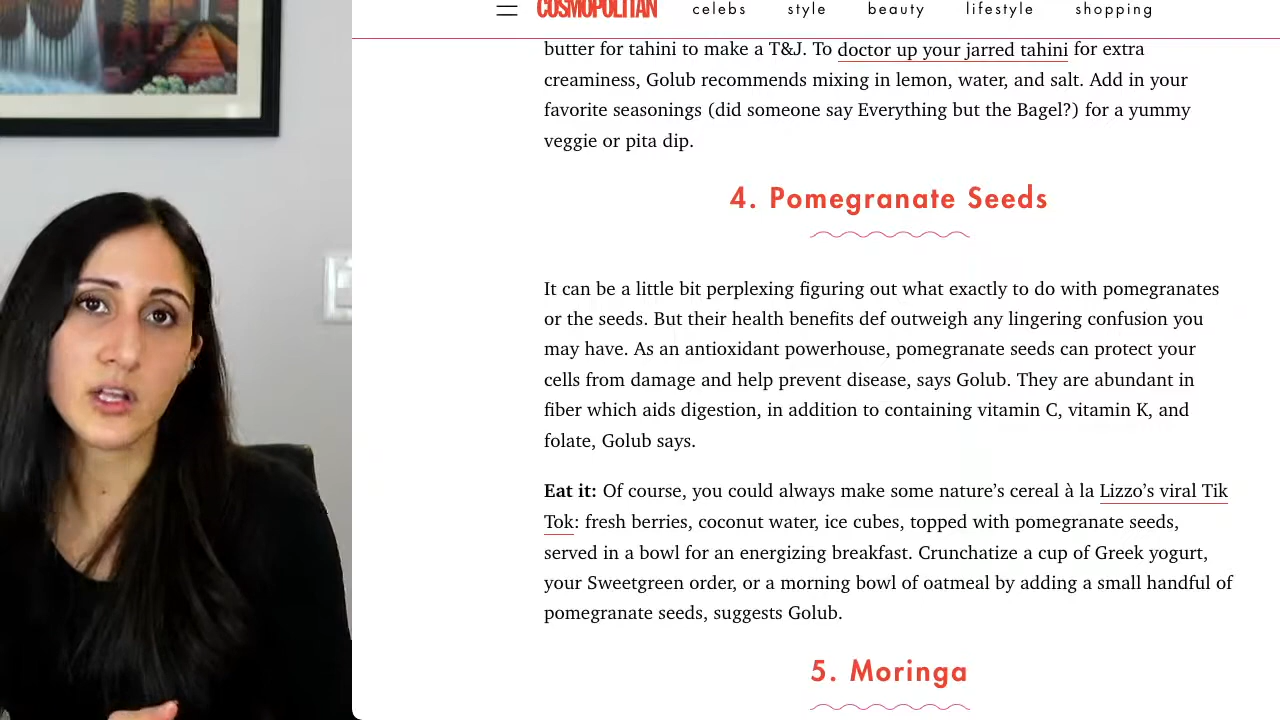 COSMOPOLITAN celebs style beauty lifestyle shopping
butter for tahini to make a T&J. To doctor up your jarred tahini for extra
creaminess, Golub recommends mixing in lemon, water, and salt. Add in your
favorite seasonings (did someone say Everything but the Bagel?) for a yummy
veggie or pita dip.
4. Pomegranate Seeds
It can be a little bit perplexing figuring out what exactly to do with pomegranates
or the seeds. But their health benefits def outweigh any lingering confusion you
may have. As an antioxidant powerhouse, pomegranate seeds can protect your
cells from damage and help prevent disease, says Golub. They are abundant in
fiber which aids digestion, in addition to containing vitamin C, vitamin K, and
folate, Golub says.
Eat it: Of course, you could always make some nature’s cereal à la Lizzo’s viral Tik
Tok: fresh berries, coconut water, ice cubes, topped with pomegranate seeds,
served in a bowl for an energizing breakfast. Crunchatize a cup of Greek yogurt,
your Sweetgreen order, or a morning bowl of oatmeal by adding a small handful of
pomegranate seeds, suggests Golub.
5. Moringa